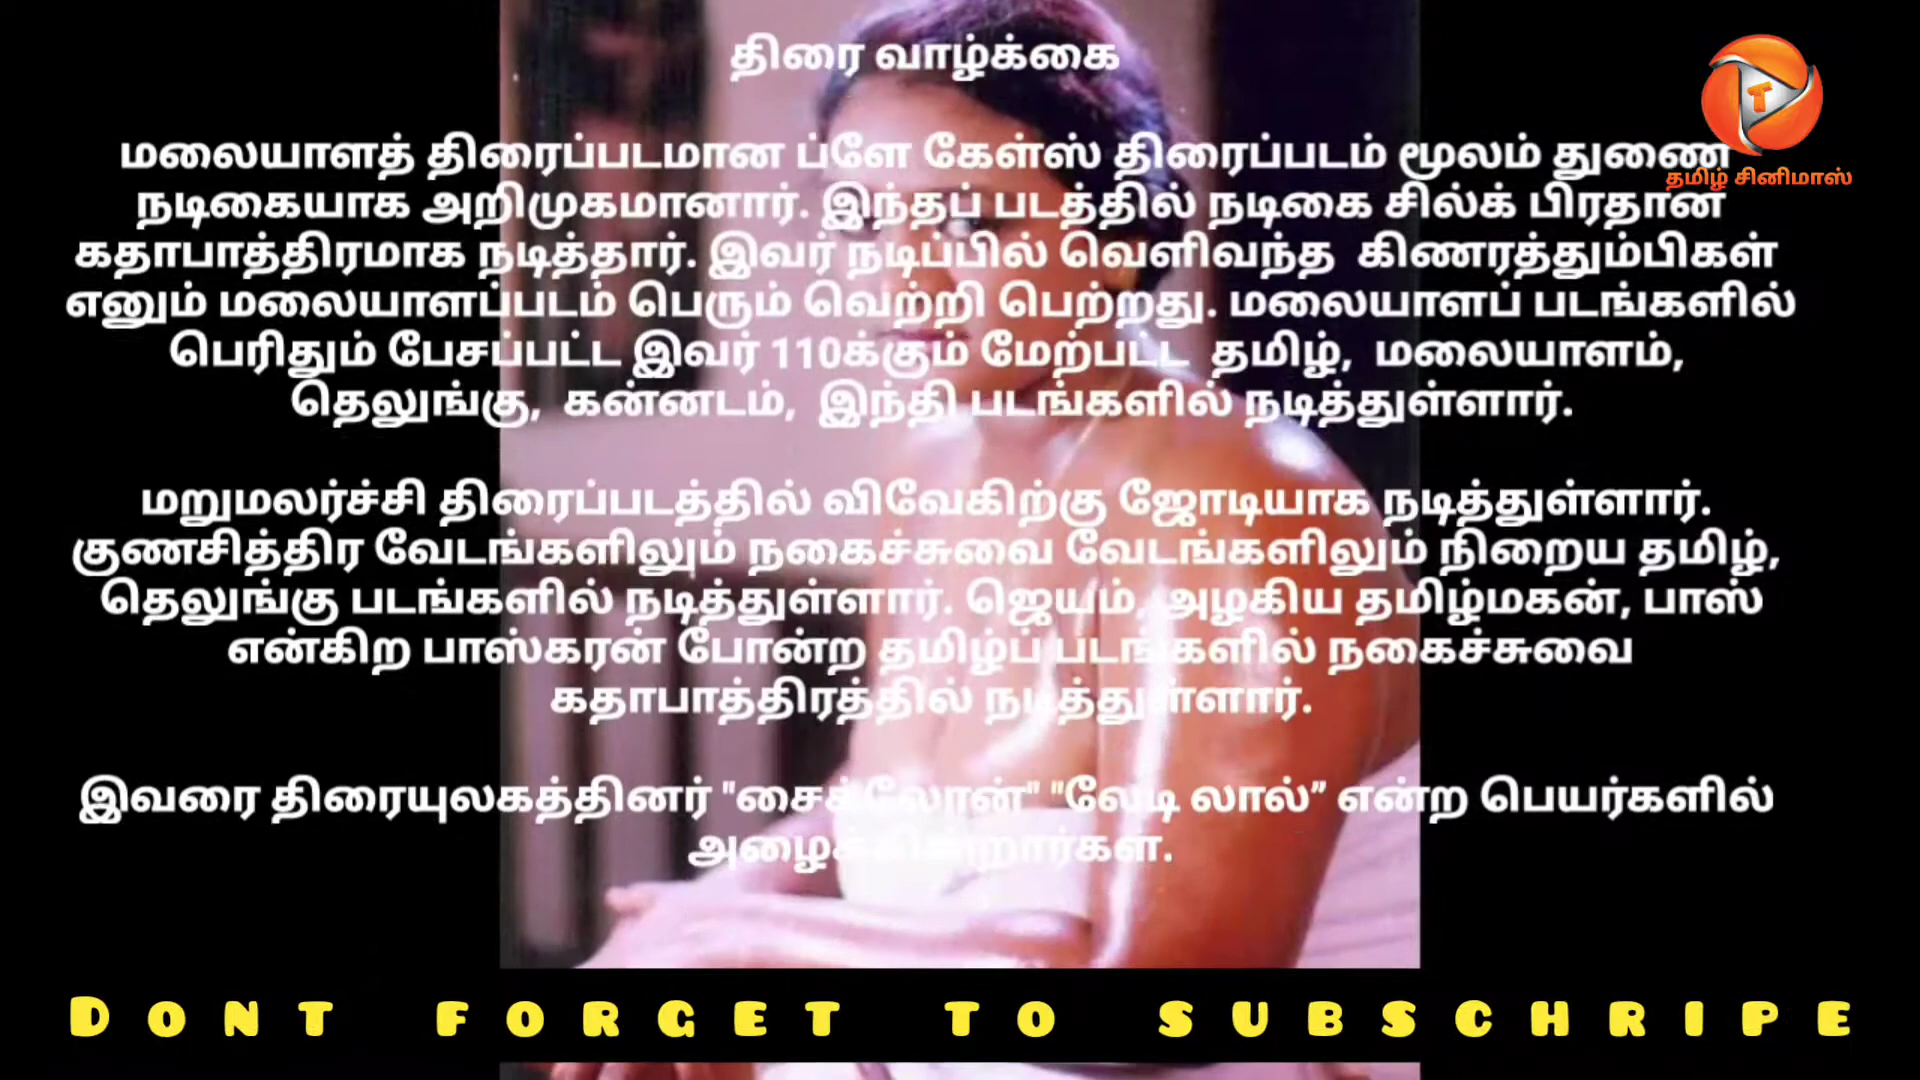 திரை வாழ்க்கை
மலையாளத் திரைப்படமான ப்ளே கேள்ஸ் திரைப்படம் மூலம் துணை
நடிகையாக அறிமுகமானார். இந்தப் படத்தில் நடிகை சில்க் பிரதான
கதாபாத்திரமாக நடித்தார். இவர் நடிப்பில் வெளிவந்த கிணரத்தும்பிகள்
எனும் மலையாளப்படம் பெரும் வெற்றி பெற்றது. மலையாளப் படங்களில்
பெரிதும் பேசப்பட்ட இவர் 110க்கும் மேற்பட்ட தமிழ், மலையாளம்,
தெலுங்கு, கன்னடம், இந்தி படங்களில் நடித்துள்ளார்.
மறுமலர்ச்சி திரைப்படத்தில் விவேகிற்கு ஜோடியாக நடித்துள்ளார்.
குணசித்திர வேடங்களிலும் நகைச்சுவை வேடங்களிலும் நிறைய தமிழ்,
தெலுங்கு படங்களில் நடித்துள்ளார். ஜெயம், அழகிய தமிழ்மகன், பாஸ்
என்கிற பாஸ்கரன் போன்ற தமிழ்ப் படங்களில் நகைச்சுவை
கதாபாத்திரத்தில் நடித்துள்ளார்.
இவரை திரையுலகத்தினர் "சைக்லோன்" "லேடி லால்” என்ற பெயர்களில்
அழைக்கின்றார்கள்.
தமிழ் சினிமாஸ்
DONT FORGET TO SUBSCHRIPE